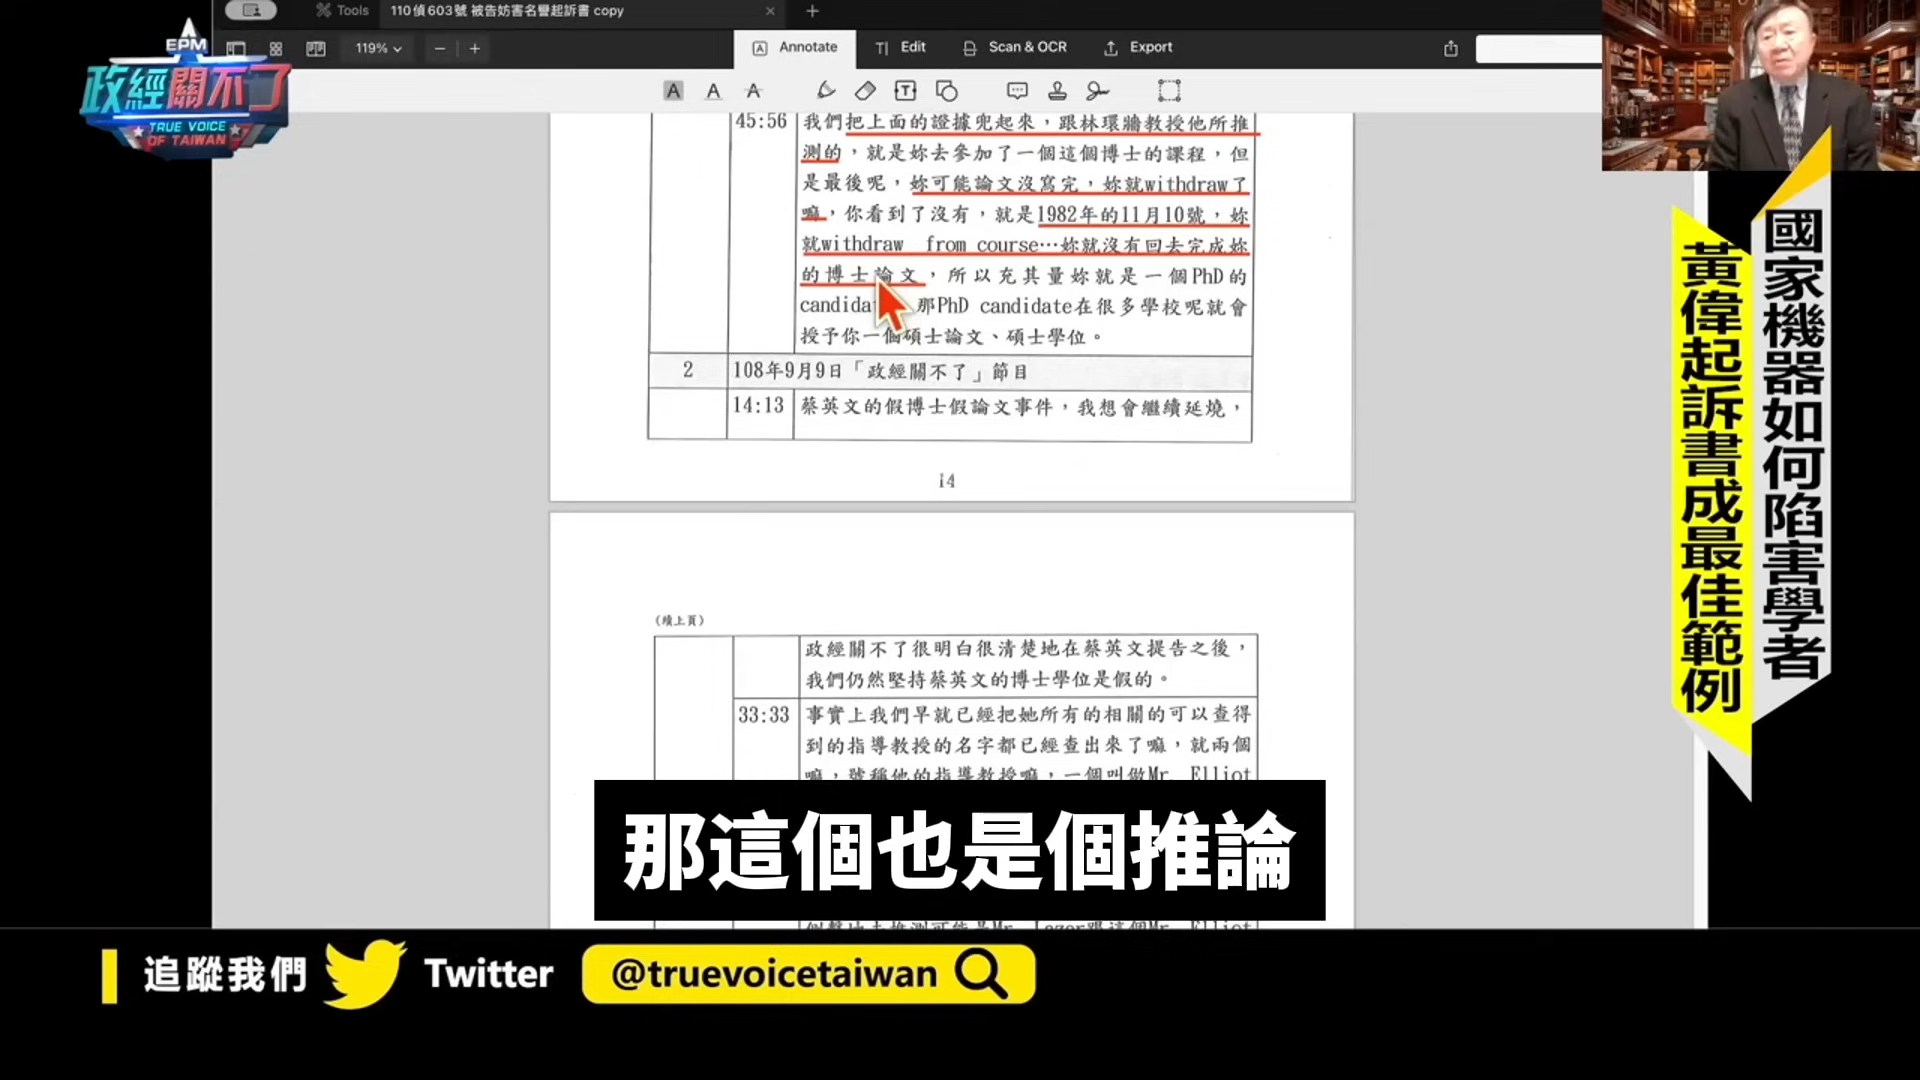 Tools
110偵603號 被告妨害名譽起訴書 copy
EPM
政經關不了
TRUE VOICE
OF TAIWAN
119%
Annotate
Edit
Scan & OCR
Export
45:56
我們把上面的證據兜起來，跟林環牆教授他所推
測的，就是妳去參加了一個這個博士的課程，但
是最後呢，妳可能論文沒寫完，妳就withdraw了
嘛，你看到了沒有，就是1982年的11月10號，妳
就withdraw from course…妳就沒有回去完成妳
的博士論文，所以充其量妳就是一個PhD的
那PhD candidate在很多學校呢就會
授予你一個碩士論文、碩士學位。
2
108年9月9日「政經關不了」節目
14:13
蔡英文的假博士假論文事件，我想會繼續延燒，
14
（續上頁）
政經關不了很明白很清楚地在蔡英文提告之後，
我們仍然堅持蔡英文的博士學位是假的。
33:33
事實上我們早就已經把她所有的相關的可以查得
到的指導教授的名字都已經查出來了嘛，就兩個
嘛，號稱他的指導教授嘛，一個叫做Mr. Elliot
那這個也是個推論
國家機器如何陷害學者
黃偉起訴書成最佳範例
追蹤我們
Twitter
@truevoicetaiwan